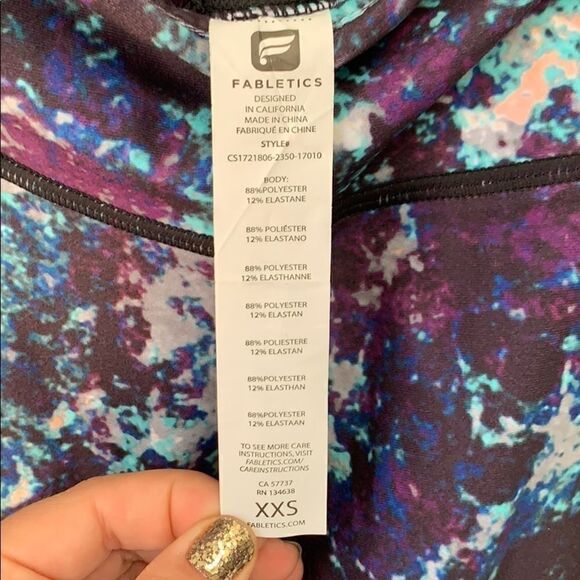 FABLETICS
DESIGNED
IN CALIFORNIA
MADE IN CHINA
FABRIQUÉ EN CHINE
STYLE#
CS1721806-2350-17010
BODY:
88%POLYESTER
12% ELASTANE
88% POLIÉSTER
12% ELASTANO
88% POLYESTER
12% ELASTHANNE
88% POLYESTER
12% ELASTAN
88% POLIESTERE
12% ELASTAN
88%POLYESTER
12% ELASTHAN
88%POLYESTER
12% ELASTAAN
TO SEE MORE CARE
INSTRUCTIONS, VISIT
FABLETICS.COM/
CAREINSTRUCTIONS
CA 57737
RN 134638
XXS
FABLETICS.COM